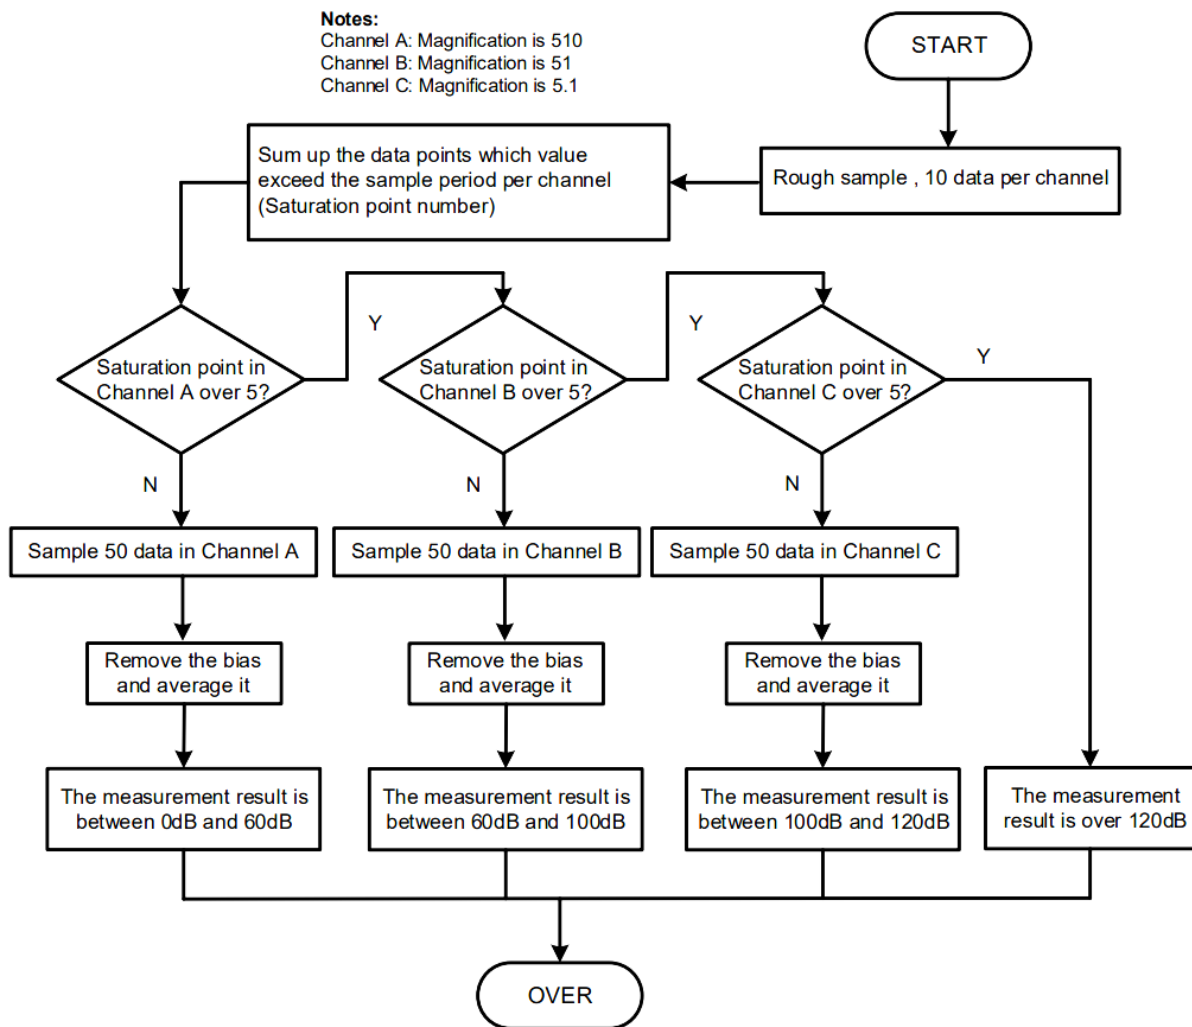 Notes:
Channel A: Magnification is 510
Channel B: Magnification is 51
Channel C: Magnification is 5.1
START
Rough sample , 10 data per channel
Sum up the data points which value
exceed the sample period per channel
(Saturation point number)
Saturation point in
Channel A over 5?
Y
Saturation point in
Channel B over 5?
Y
Saturation point in
Channel C over 5?
Y
N
N
N
Sample 50 data in Channel A
Sample 50 data in Channel B
Sample 50 data in Channel C
Remove the bias
and average it
Remove the bias
and average it
Remove the bias
and average it
The measurement result is
between 0dB and 60dB
The measurement result is
between 60dB and 100dB
The measurement result is
between 100dB and 120dB
The measurement
result is over 120dB
OVER